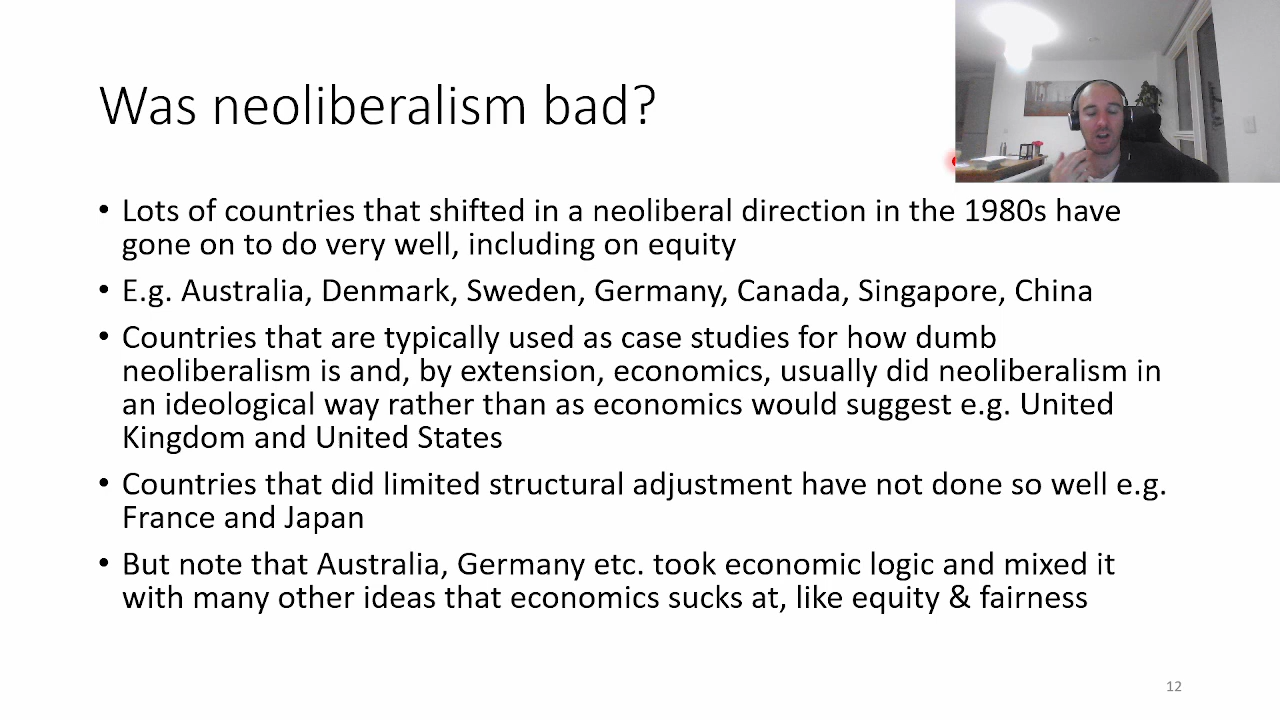 Was neoliberalism bad?
• Lots of countries that shifted in a neoliberal direction in the 1980s have
gone on to do very well, including on equity
• E.g. Australia, Denmark, Sweden, Germany, Canada, Singapore, China
• Countries that are typically used as case studies for how dumb
neoliberalism is and, by extension, economics, usually did neoliberalism in
an ideological way rather than as economics would suggest e.g. United
Kingdom and United States
• Countries that did limited structural adjustment have not done so well e.g.
France and Japan
• But note that Australia, Germany etc. took economic logic and mixed it
with many other ideas that economics sucks at, like equity & fairness
12